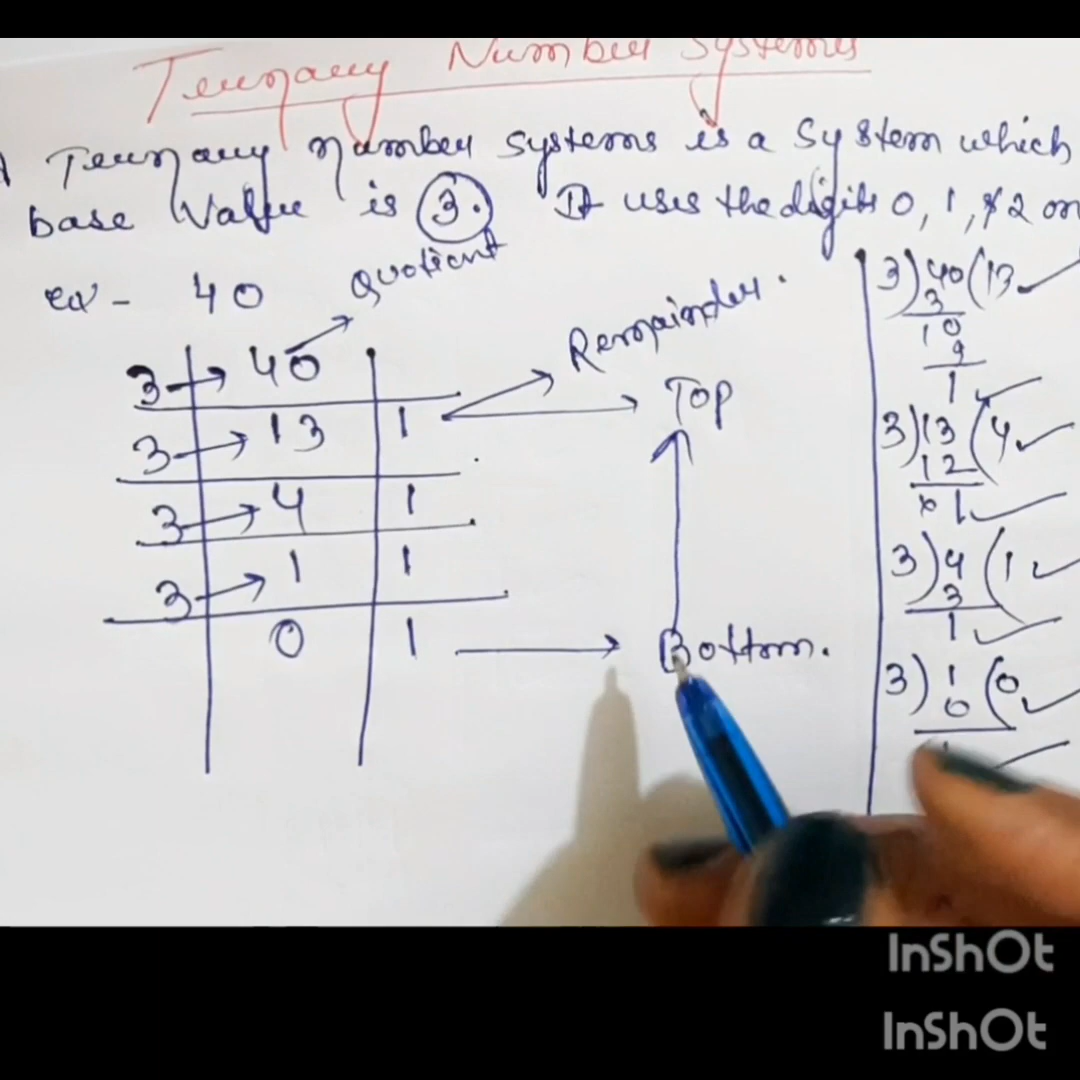 Ternary Number Systems
A Ternary number systems is a system which
base Value is 3. It uses the digits 0, 1, & 2 on
ex - 40
Quotient
Remainder.
3 → 40
3 → 13 1
Top
3 → 4 1
3 → 1 1
0 1 → Bottom.
3) 40 (13
3
10
9
1
3) 13 (4
12
x1
3) 4 (1
3
1
3) 1 (0
0
1
InShOt
InShOt